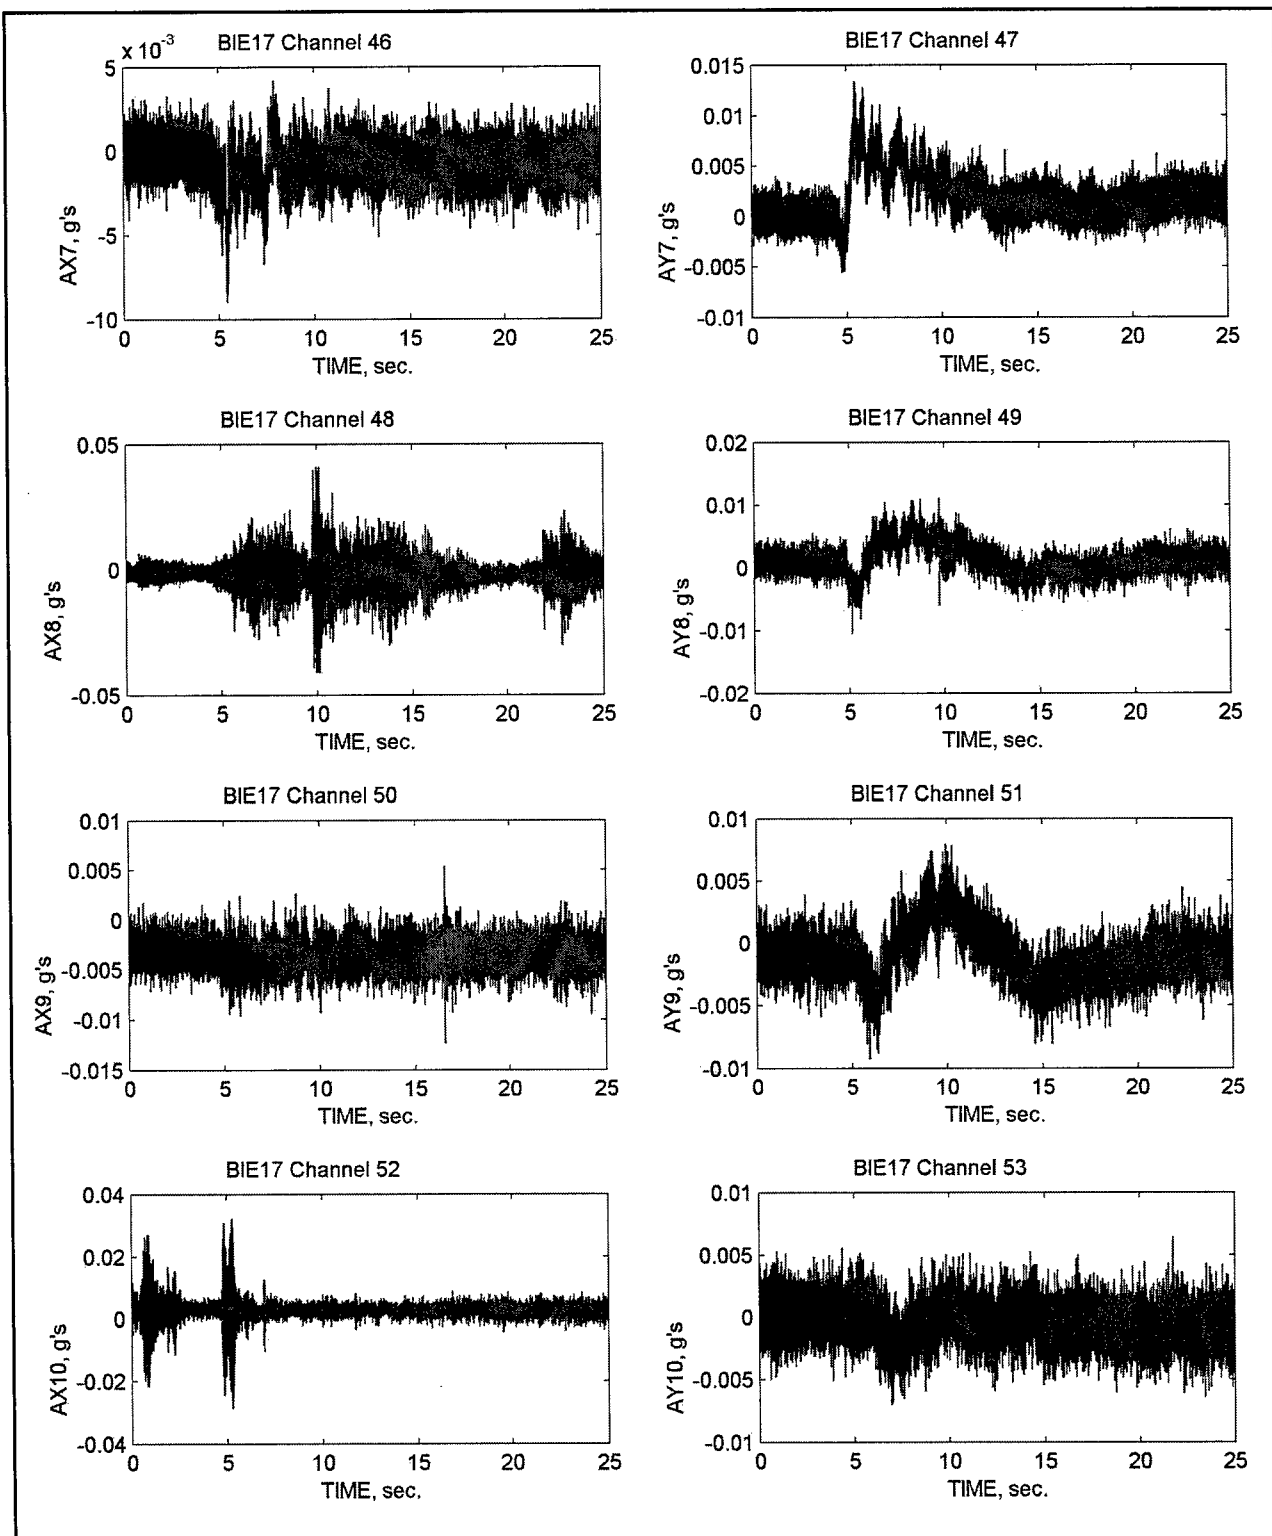 BIE17 Channel 46
x 10-3
5
0
-5
-10
AX7, g's
0 5 10 15 20 25
TIME, sec.
BIE17 Channel 47
0.015
0.01
0.005
0
-0.005
-0.01
AY7, g's
0 5 10 15 20 25
TIME, sec.
BIE17 Channel 48
0.05
0
-0.05
AX8, g's
0 5 10 15 20 25
TIME, sec.
BIE17 Channel 49
0.02
0.01
0
-0.01
-0.02
AY8, g's
0 5 10 15 20 25
TIME, sec.
BIE17 Channel 50
0.01
0.005
0
-0.005
-0.01
-0.015
AX9, g's
0 5 10 15 20 25
TIME, sec.
BIE17 Channel 51
0.01
0.005
0
-0.005
-0.01
AY9, g's
0 5 10 15 20 25
TIME, sec.
BIE17 Channel 52
0.04
0.02
0
-0.02
-0.04
AX10, g's
0 5 10 15 20 25
TIME, sec.
BIE17 Channel 53
0.01
0.005
0
-0.005
-0.01
AY10, g's
0 5 10 15 20 25
TIME, sec.